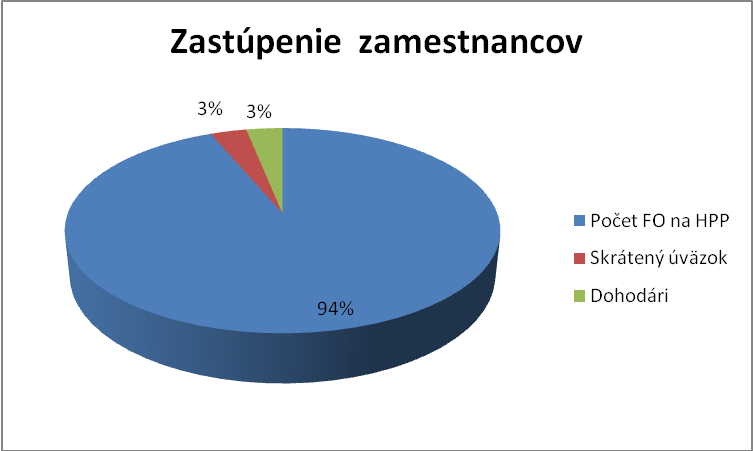 Zastúpenie zamestnancov
3%
3%
94%
Počet FO na HPP
Skrátený úväzok
Dohodári